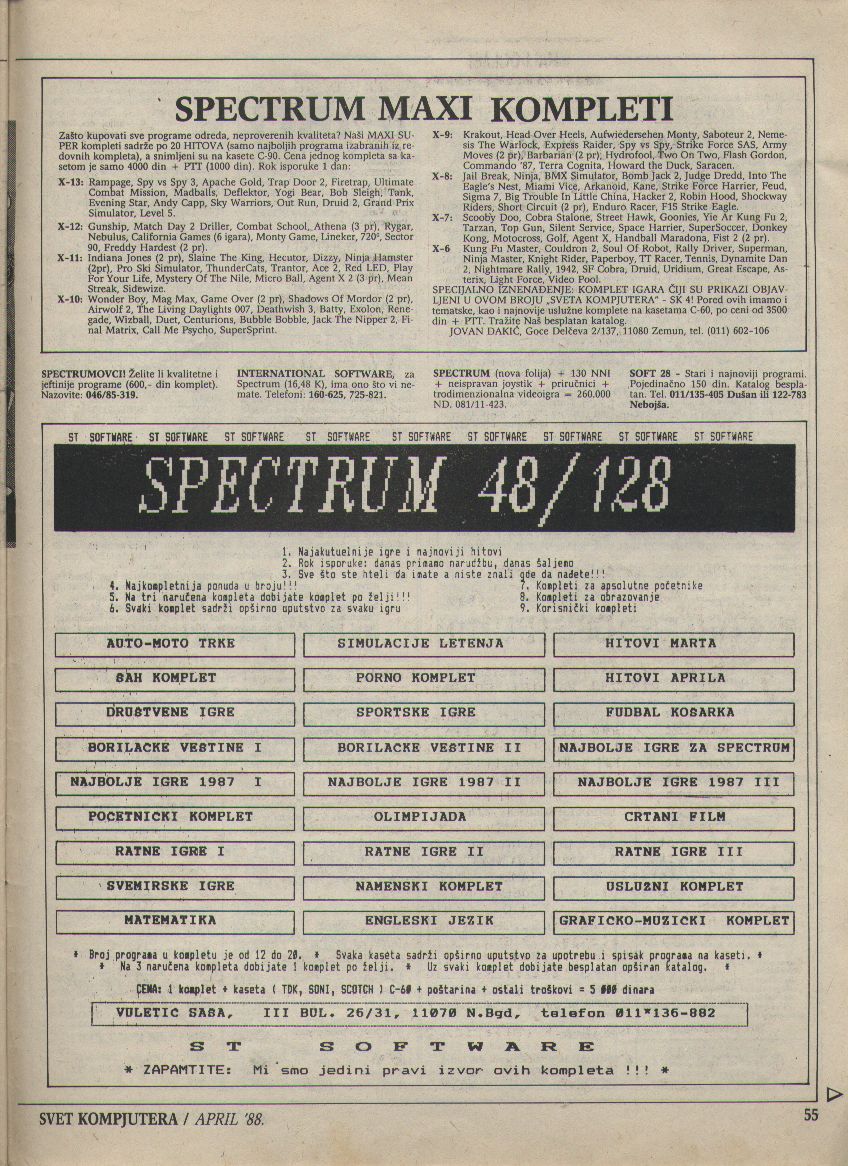 SPECTRUM MAXI KOMPLETI
Zašto kupovati sve programe odreda, neproverenih kvaliteta? Naši MAXI SU-
PER kompleti sadrže po 20 HITOVA (samo najboljih programa izabranih iz re-
dovnih kompleta), a snimljeni su na kasete C-90. Cena jednog kompleta sa ka-
setom je samo 4000 din + PTT (1000 din). Rok isporuke 1 dan:
X-13: Rampage, Spy vs Spy 3, Apache Gold, Trap Door 2, Firetrap, Ultimate
Combat Mission, Madballs, Deflektor, Yogi Bear, Bob Sleigh, Tank,
Evening Star, Andy Capp, Sky Warriors, Out Run, Druid 2, Grand Prix
Simulator, Level 5.
X-12: Gunship, Match Day 2 Driller, Combat School, Athena (3 pr), Rygar,
Nebulus, California Games (6 igara), Monty Game, Lineker, 720°, Sector
90, Freddy Hardest (2 pr).
X-11: Indiana Jones (2 pr), Slaine The King, Hecutor, Dizzy, Ninja Hamster
(2pr), Pro Ski Simulator, ThunderCats, Trantor, Ace 2, Red LED, Play
For Your Life, Mystery Of The Nile, Micro Ball, Agent X 2 (3 pr), Mean
Streak, Sidewize.
X-10: Wonder Boy, Mag Max, Game Over (2 pr), Shadows Of Mordor (2 pr),
Airwolf 2, The Living Daylights 007, Deathwish 3, Batty, Exolon, Rene-
gade, Wizball, Duet, Centurions, Bubble Bobble, Jack The Nipper 2, Fi-
nal Matrix, Call Me Psycho, SuperSprint.
X-9: Krakout, Head Over Heels, Aufwiedersehen Monty, Saboteur 2, Neme-
sis The Warlock, Express Raider, Spy vs Spy, Strike Force SAS, Army
Moves (2 pr), Barbarian (2 pr), Hydrofool, Two On Two, Flash Gordon,
Commando '87, Terra Cognita, Howard the Duck, Saracen.
X-8: Jail Break, Ninja, BMX Simulator, Bomb Jack 2, Judge Dredd, Into The
Eagle's Nest, Miami Vice, Arkanoid, Kane, Strike Force Harrier, Feud,
Sigma 7, Big Trouble In Little China, Hacker 2, Robin Hood, Shockway
Riders, Short Circuit (2 pr), Enduro Racer, F15 Strike Eagle.
X-7: Scooby Doo, Cobra Stalone, Street Hawk, Goonies, Yie Ar Kung Fu 2,
Tarzan, Top Gun, Silent Service, Space Harrier, SuperSoccer, Donkey
Kong, Motocross, Golf, Agent X, Handball Maradona, Fist 2 (2 pr).
X-6 Kung Fu Master, Couldron 2, Soul Of Robot, Rally Driver, Superman,
Ninja Master, Knight Rider, Paperboy, TT Racer, Tennis, Dynamite Dan
2, Nightmare Rally, 1942, SP Cobra, Druid, Uridium, Great Escape, As-
terix, Light Force, Video Pool.
SPECIJALNO IZNENAĐENJE: KOMPLET IGARA ČIJI SU PRIKAZI OBJAV-
LJENI U OVOM BROJU „SVETA KOMPJUTERA" - SK 4! Pored ovih imamo i
tematske, kao i najnovije uslužne komplete na kasetama C-60, po ceni od 3500
din + PTT. Tražite Naš besplatan katalog.
JOVAN DAKIĆ, Goce Delčeva 2/137, 11080 Zemun, tel. (011) 602-106
SPECTRUMOVCI! Želite li kvalitetne i
jeftinije programe (600,- din komplet).
Nazovite: 046/85-319.
INTERNATIONAL SOFTWARE, za
Spectrum (16,48 K), ima ono što vi ne-
mate. Telefoni: 160-625, 725-821.
SPECTRUM (nova folija) + 130 NNI
+ neispravan joystik + priručnici +
trodimenzionalna videoigra = 260.000
ND. 081/11-423.
SOFT 28 - Stari i najnoviji programi.
Pojedinačno 150 din. Katalog bespla-
tan. Tel. 011/135-405 Dušan ili 122-783
Nebojša.
ST SOFTWARE ST SOFTWARE ST SOFTWARE ST SOFTWARE ST SOFTWARE ST SOFTWARE ST SOFTWARE ST SOFTWARE ST SOFTWARE
SPECTRUM 48/128
1. Najakutuelnije igre i najnoviji hitovi
2. Rok isporuke: danas primamo narudžbu, danas šaljemo
3. Sve što ste hteli da imate a niste znali gde da nađete!!!
4. Najkompletnija ponuda u broju!!!
5. Na tri naručena kompleta dobijate komplet po želji!!!
6. Svaki komplet sadrži opširno uputstvo za svaku igru
7. Kompleti za apsolutne početnike
8. Kompleti za obrazovanje
9. Korisnički kompleti
AUTO-MOTO TRKE SIMULACIJE LETENJA HITOVI MARTA
SAH KOMPLET PORNO KOMPLET HITOVI APRILA
DRUSTVENE IGRE SPORTSKE IGRE FUDBAL KOSARKA
BORILACKE VESTINE I BORILACKE VESTINE II NAJBOLJE IGRE ZA SPECTRUM
NAJBOLJE IGRE 1987 I NAJBOLJE IGRE 1987 II NAJBOLJE IGRE 1987 III
POCETNICKI KOMPLET OLIMPIJADA CRTANI FILM
RATNE IGRE I RATNE IGRE II RATNE IGRE III
SVEMIRSKE IGRE NAMENSKI KOMPLET USLUZNI KOMPLET
MATEMATIKA ENGLESKI JEZIK GRAFICKO-MUZICKI KOMPLET
* Broj programa u kompletu je od 12 do 20. * Svaka kaseta sadrži opširno uputstvo za upotrebu i spisak programa na kaseti. *
* Na 3 naručena kompleta dobijate 1 komplet po želji. * Uz svaki komplet dobijate besplatan opširan katalog. *
CENA: 1 komplet + kaseta ( TDK, SONI, SCOTCH ) C-60 + poštarina + ostali troškovi = 5 000 dinara
VULETIC SASA, III BUL. 26/31, 11070 N.Bgd, telefon 011*136-882
ST SOFTWARE
* ZAPAMTITE: Mi smo jedini pravi izvor ovih kompleta !!! *
SVET KOMPJUTERA / APRIL '88.
55